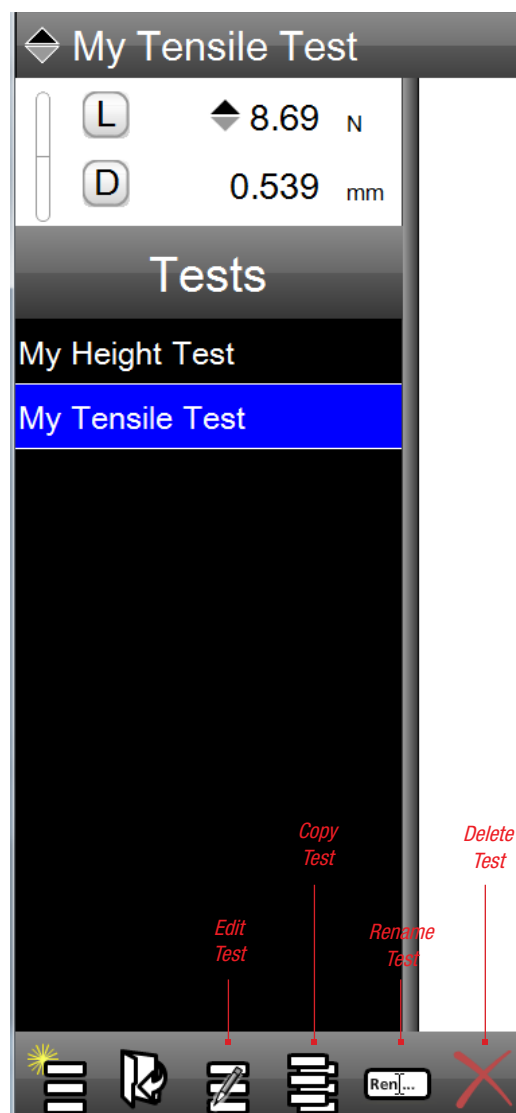 My Tensile Test
L 8.69 N
D 0.539 mm
Tests
My Height Test
My Tensile Test
Copy
Test
Delete
Test
Edit
Test
Rename
Test
Ren...